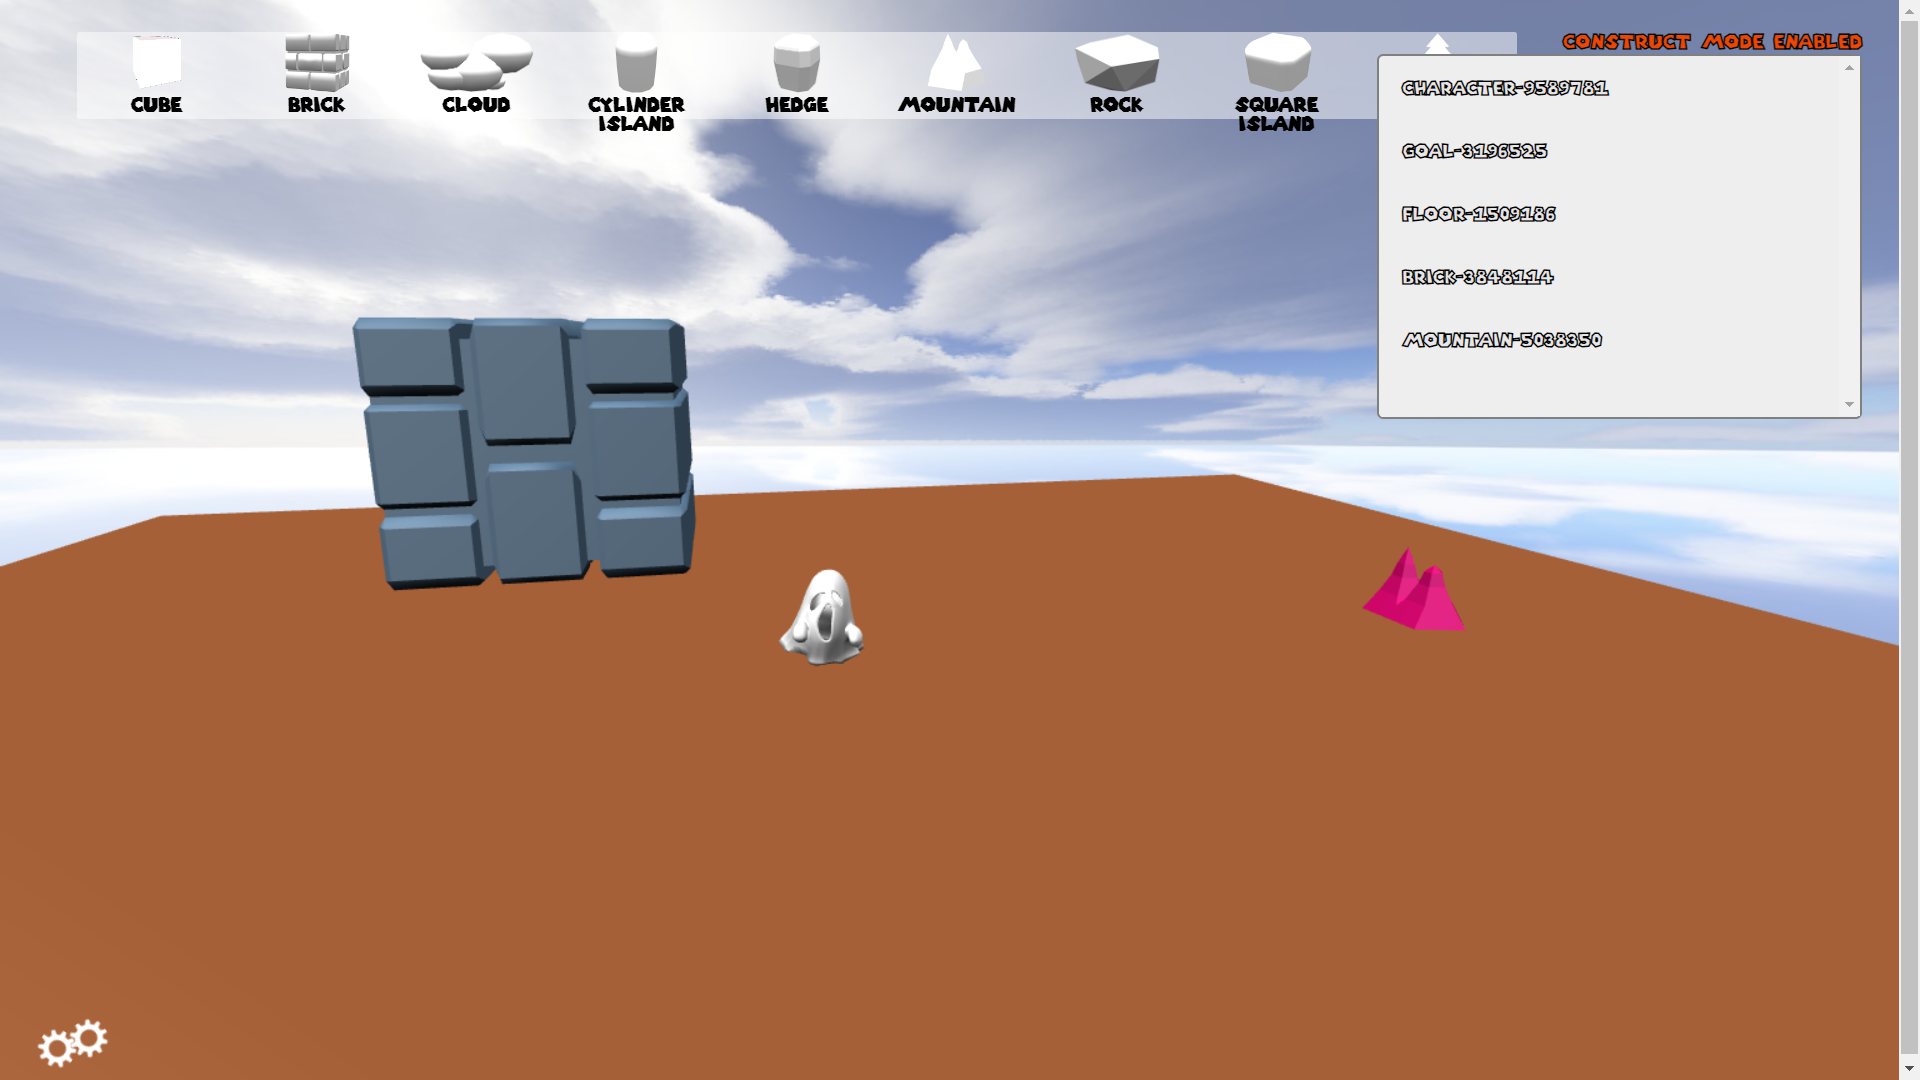 CONSTRUCT MODE ENABLED
CUBE
BRICK
CLOUD
CYLINDER
ISLAND
HEDGE
MOUNTAIN
ROCK
SQUARE
ISLAND
CHARACTER-9589781
GOAL-3196525
FLOOR-1509186
BRICK-3848114
MOUNTAIN-5038350